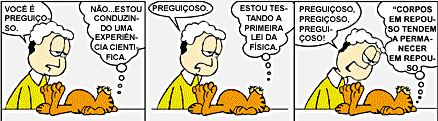 VOCÊ É
PREGUIÇO-
SO.
NÃO...ESTOU
CONDUZIN-
DO UMA
EXPERIÊN-
CIA CIENTÍ-
FICA.
PREGUIÇOSO.
ESTOU TES-
TANDO A
PRIMEIRA
LEI DA
FÍSICA.
PREGUIÇOSO,
PREGIÇOSO,
PREGUI-
ÇOSO!
“CORPOS
EM REPOU-
SO TENDEM
A PERMA-
NECER
EM REPOU-
SO